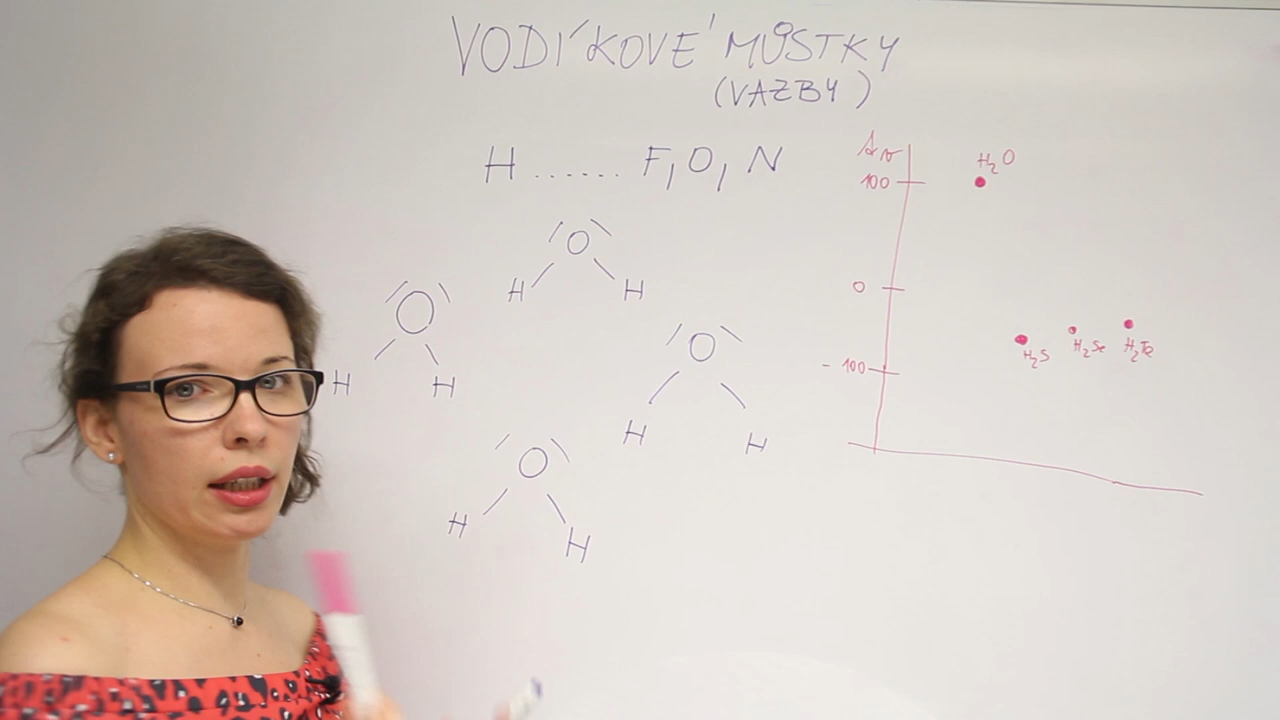 VODÍKOVÉ MŮSTKY
(VAZBY)
H ...... F, O, N
O
H H
O
H H
O
H H
O
H H
100
0
- 100
H₂O
H₂S H₂Se H₂Te